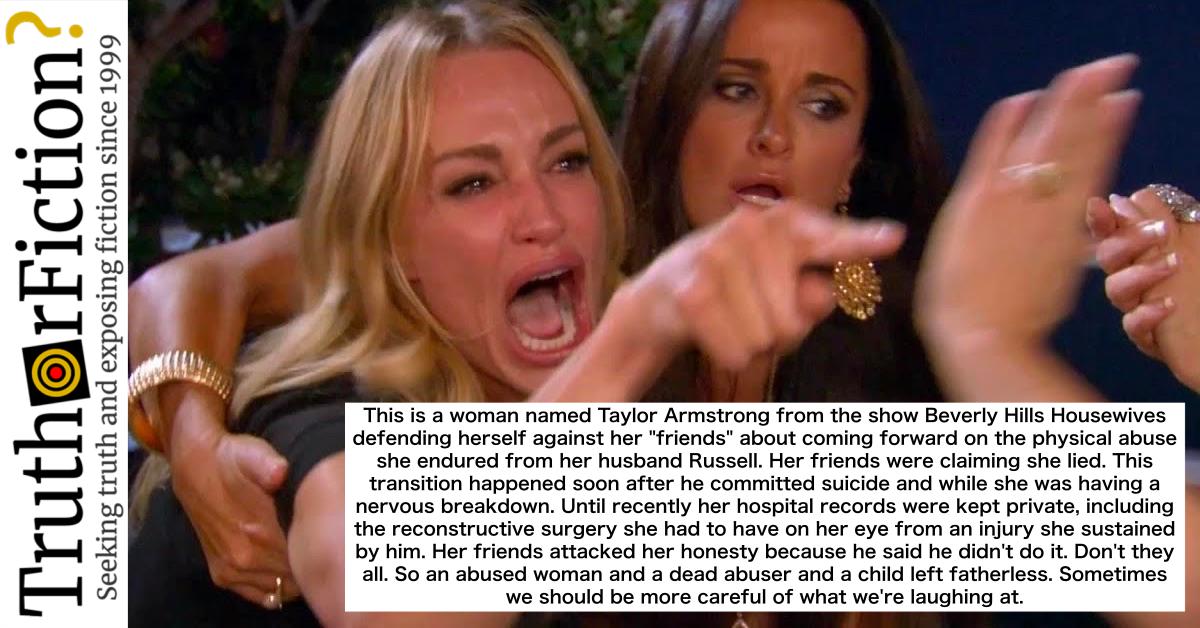 TruthorFiction?
Seeking truth and exposing fiction since 1999
This is a woman named Taylor Armstrong from the show Beverly Hills Housewives
defending herself against her "friends" about coming forward on the physical abuse
she endured from her husband Russell. Her friends were claiming she lied. This
transition happened soon after he committed suicide and while she was having a
nervous breakdown. Until recently her hospital records were kept private, including
the reconstructive surgery she had to have on her eye from an injury she sustained
by him. Her friends attacked her honesty because he said he didn't do it. Don't they
all. So an abused woman and a dead abuser and a child left fatherless. Sometimes
we should be more careful of what we're laughing at.